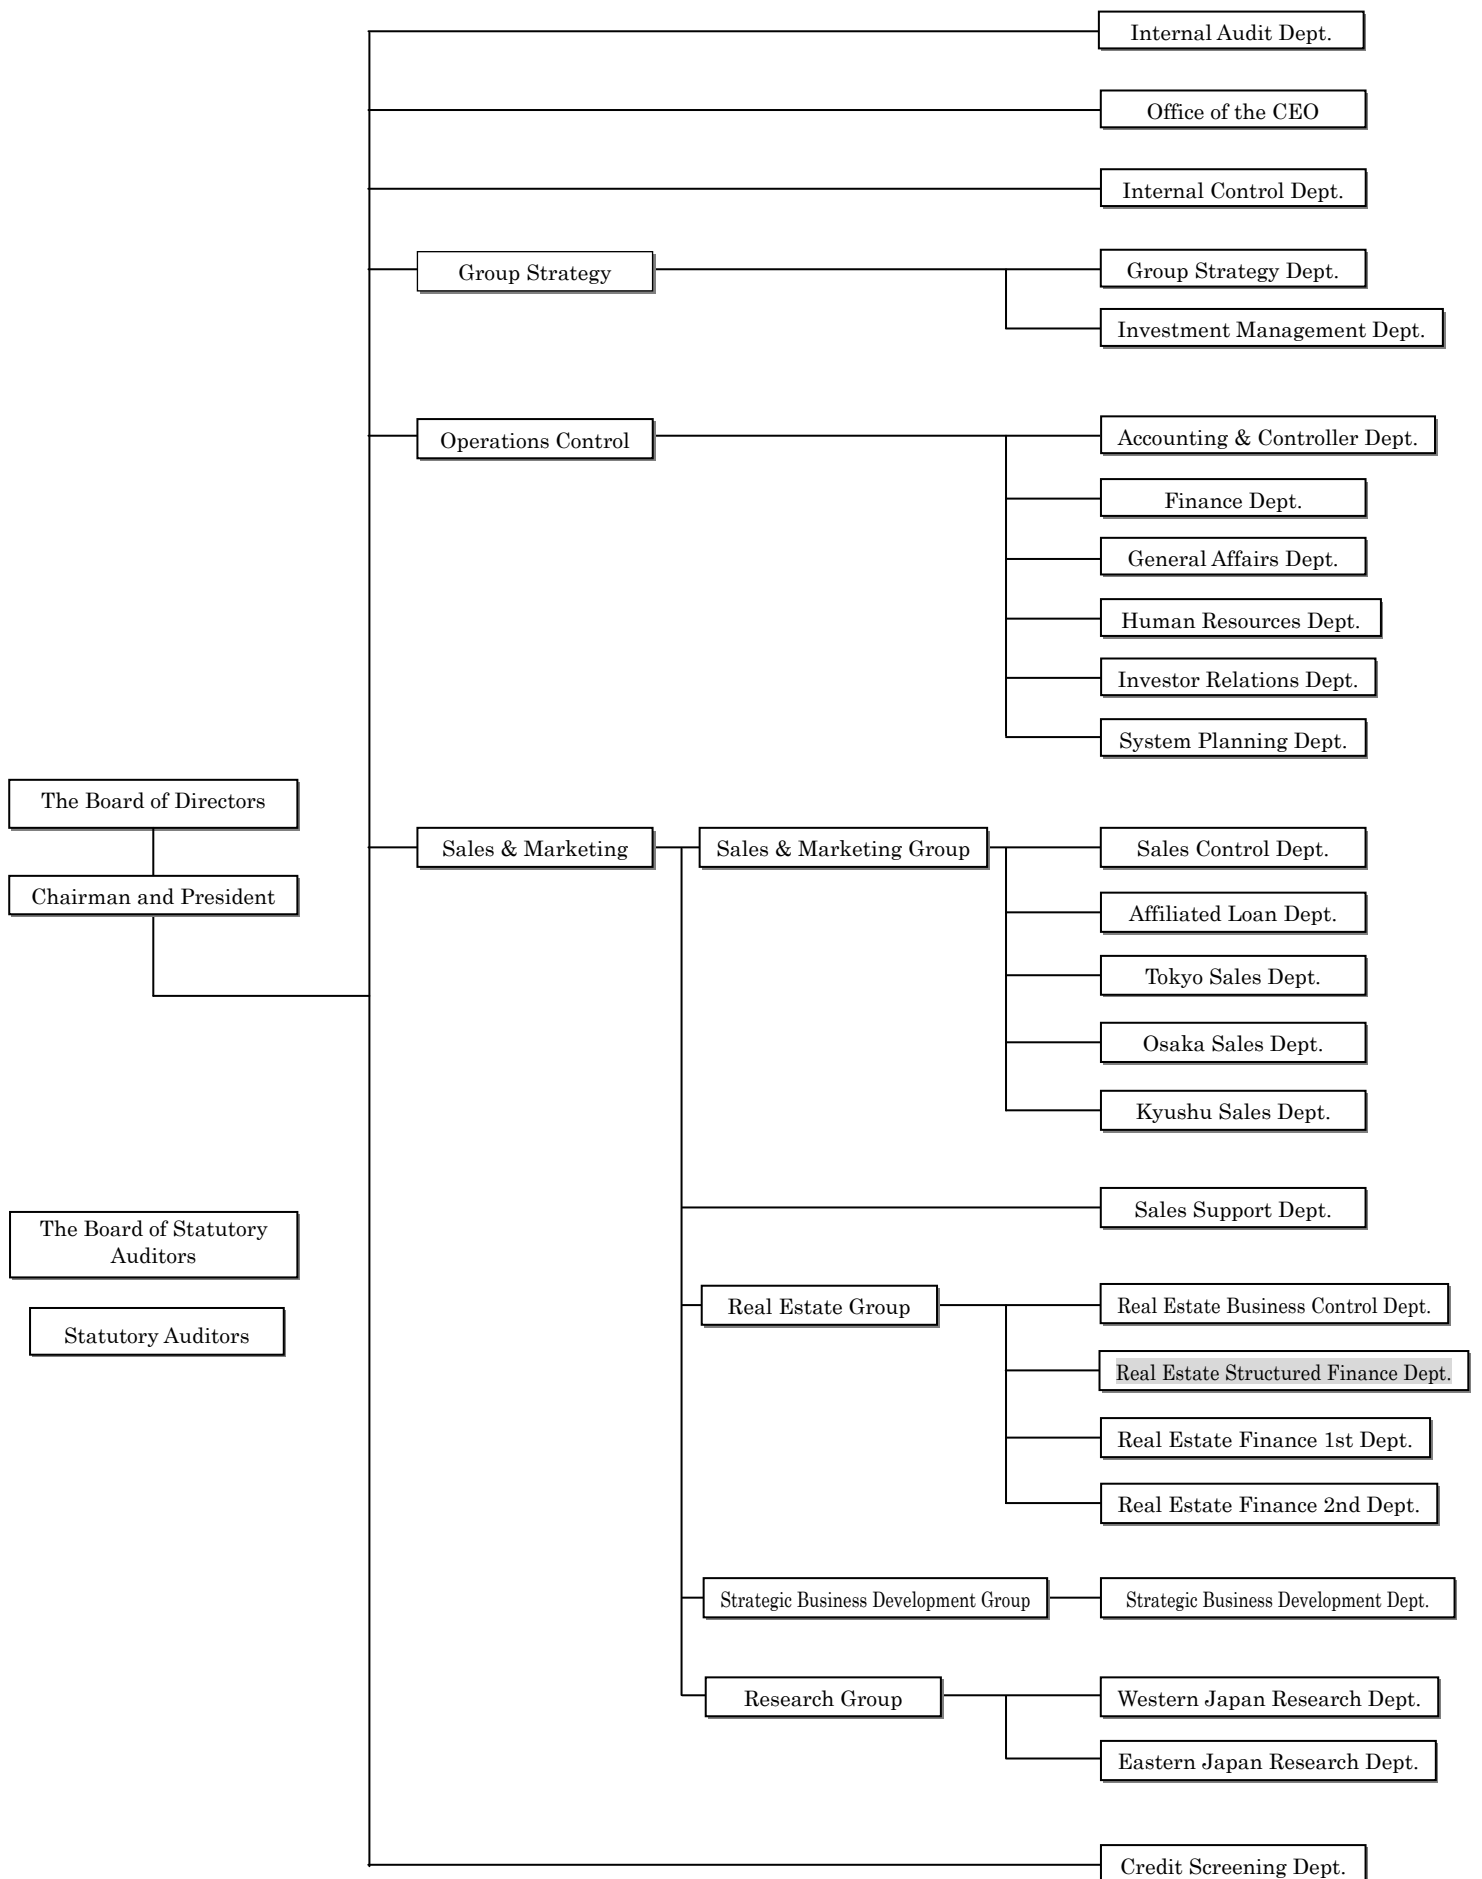 Internal Audit Dept.
Office of the CEO
Internal Control Dept.
Group Strategy
Group Strategy Dept.
Investment Management Dept.
Operations Control
Accounting & Controller Dept.
Finance Dept.
General Affairs Dept.
Human Resources Dept.
Investor Relations Dept.
System Planning Dept.
The Board of Directors
Chairman and President
Sales & Marketing
Sales & Marketing Group
Sales Control Dept.
Affiliated Loan Dept.
Tokyo Sales Dept.
Osaka Sales Dept.
Kyushu Sales Dept.
Sales Support Dept.
The Board of Statutory
Auditors
Statutory Auditors
Real Estate Group
Real Estate Business Control Dept.
Real Estate Structured Finance Dept.
Real Estate Finance 1st Dept.
Real Estate Finance 2nd Dept.
Strategic Business Development Group
Strategic Business Development Dept.
Research Group
Western Japan Research Dept.
Eastern Japan Research Dept.
Credit Screening Dept.